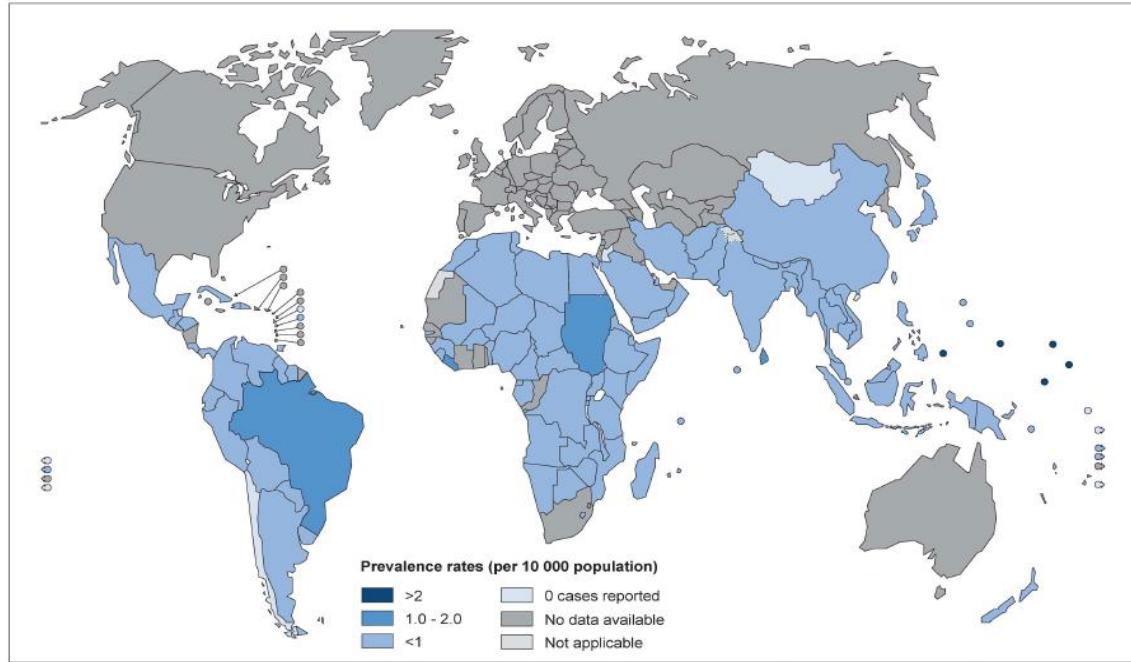 Prevalence rates (per 10 000 population)
>2
1.0 - 2.0
<1
0 cases reported
No data available
Not applicable